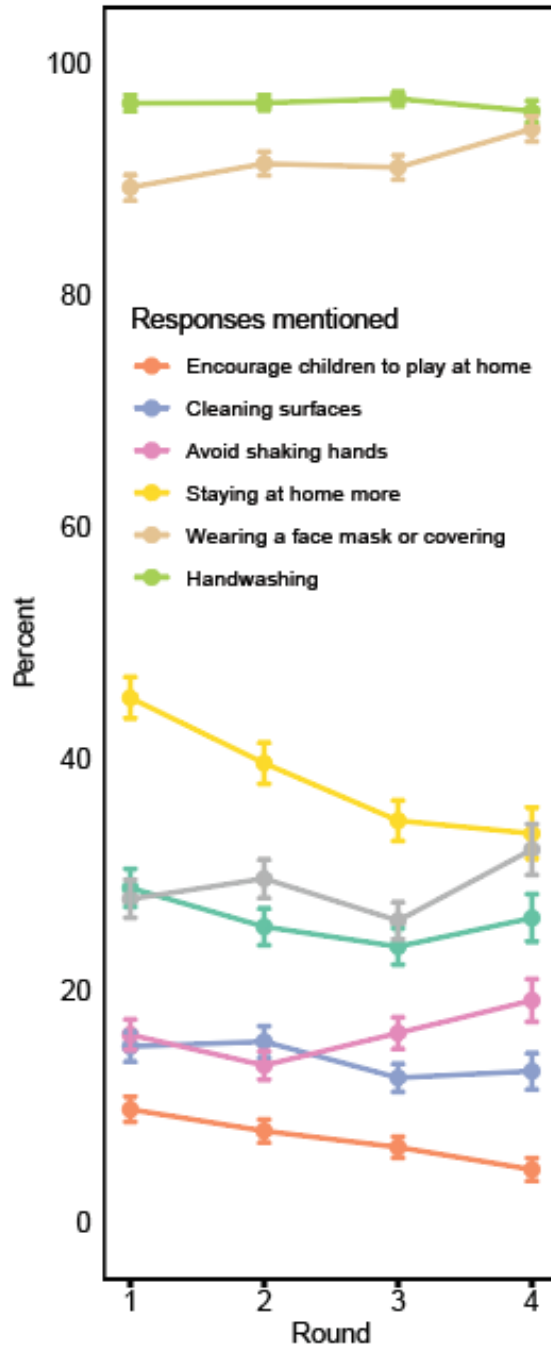 100
80
Responses mentioned
Encourage children to play at home
Cleaning surfaces
Avoid shaking hands
Staying at home more
Wearing a face mask or covering
Handwashing
60
Percent
40
20
0
1 2 3 4
Round